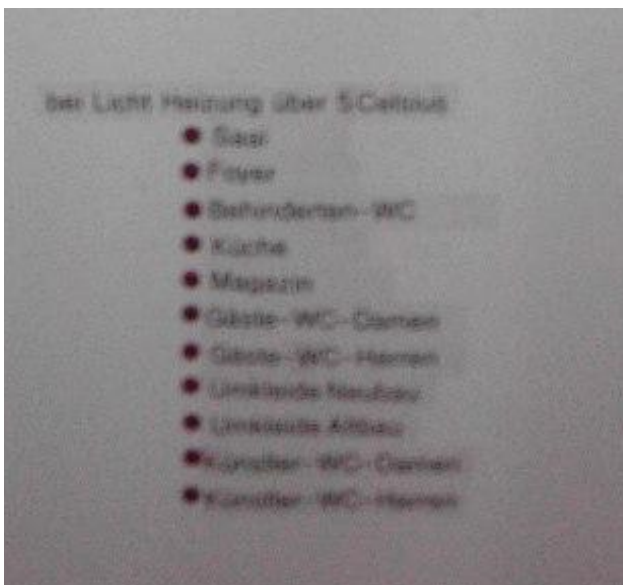 bei Licht Heizung über 5 Celsius
Saal
Foyer
Behinderten-WC
Küche
Magazin
Gäste-WC-Damen
Gäste-WC-Herren
Umkleide Neubau
Umkleide Altbau
Künstler-WC-Damen
Künstler-WC-Herren